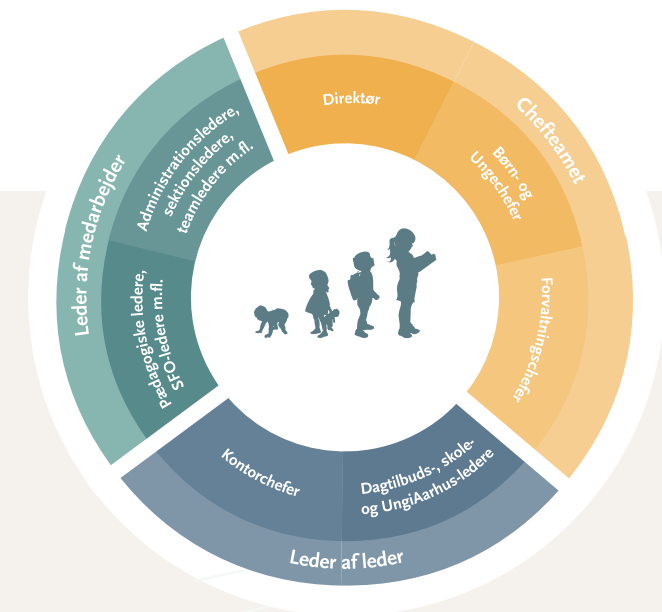 Chefteamet
Direktør
Børn- og
Ungechefer
Forvaltningschefer
Leder af leder
Dagtilbuds-, skole-
og UngiAarhus-ledere
Kontorchefer
Leder af medarbejder
Pædagogiske ledere,
SFO-ledere m.fl.
Administrationsledere,
sektionsledere,
teamledere m.fl.